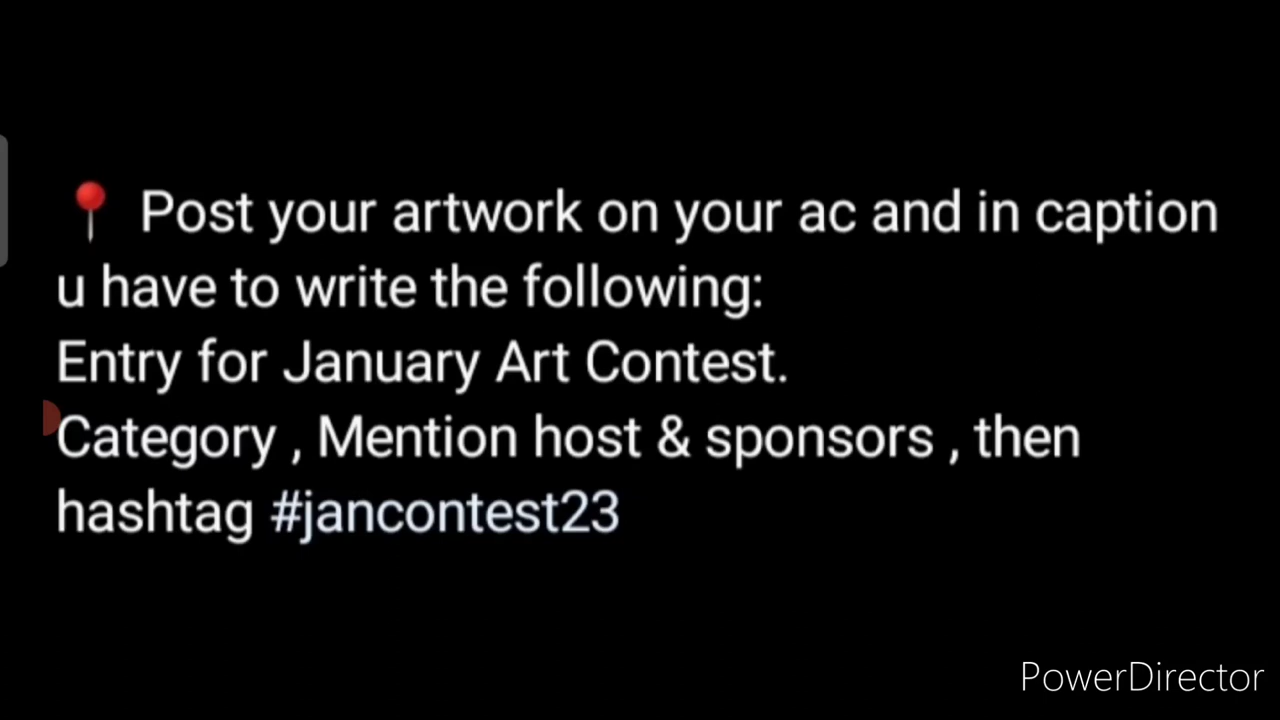 📍 Post your artwork on your ac and in caption
u have to write the following:
Entry for January Art Contest.
Category , Mention host & sponsors , then
hashtag #jancontest23
PowerDirector